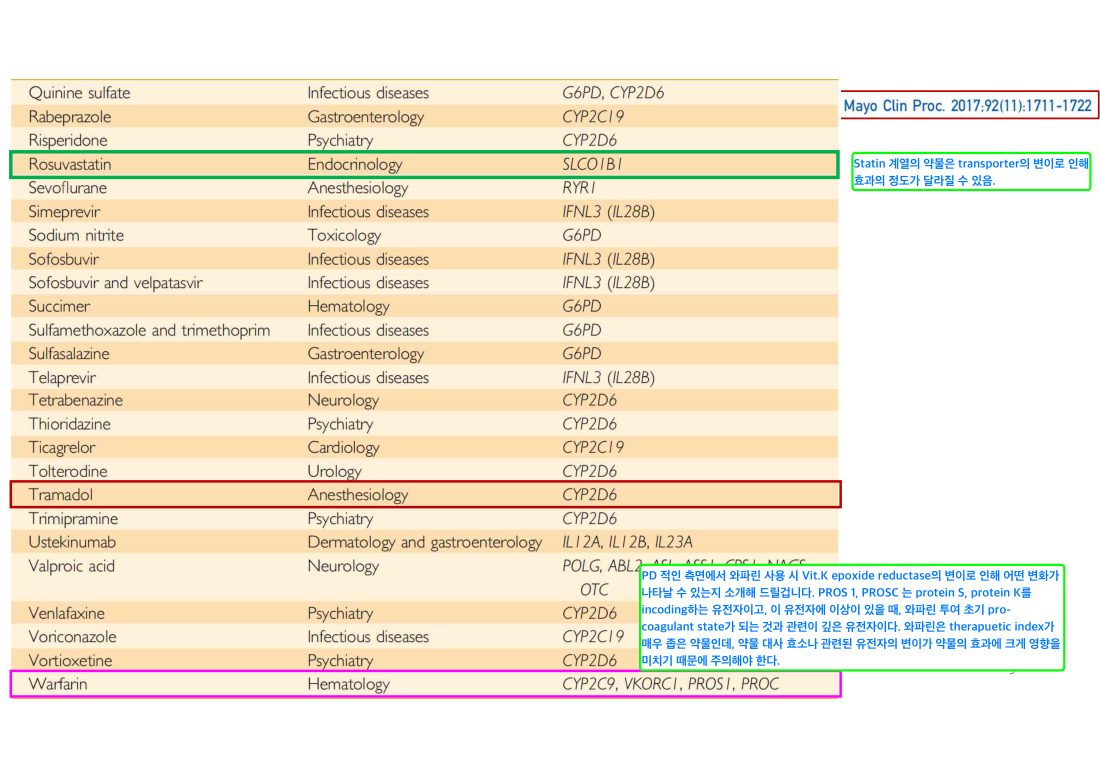 Quinine sulfate Infectious diseases G6PD, CYP2D6
Mayo Clin Proc. 2017;92(11):1711-1722
Rabeprazole Gastroenterology CYP2C19
Risperidone Psychiatry CYP2D6
Rosuvastatin Endocrinology SLCO1B1
Statin 계열의 약물은 transporter의 변이로 인해
효과의 정도가 달라질 수 있음.
Sevoflurane Anesthesiology RYR1
Simeprevir Infectious diseases IFNL3 (IL28B)
Sodium nitrite Toxicology G6PD
Sofosbuvir Infectious diseases IFNL3 (IL28B)
Sofosbuvir and velpatasvir Infectious diseases IFNL3 (IL28B)
Succimer Hematology G6PD
Sulfamethoxazole and trimethoprim Infectious diseases G6PD
Sulfasalazine Gastroenterology G6PD
Telaprevir Infectious diseases IFNL3 (IL28B)
Tetrabenazine Neurology CYP2D6
Thioridazine Psychiatry CYP2D6
Ticagrelor Cardiology CYP2C19
Tolterodine Urology CYP2D6
Tramadol Anesthesiology CYP2D6
Trimipramine Psychiatry CYP2D6
Ustekinumab Dermatology and gastroenterology IL12A, IL12B, IL23A
Valproic acid Neurology POLG, ABL2,
OTC
Venlafaxine Psychiatry CYP2D6
Voriconazole Infectious diseases CYP2C19
Vortioxetine Psychiatry CYP2D6
Warfarin Hematology CYP2C9, VKORC1, PROS1, PROC
PD 적인 측면에서 와파린 사용 시 Vit.K epoxide reductase의 변이로 인해 어떤 변화가
나타날 수 있는지 소개해 드릴겁니다. PROS 1, PROSC 는 protein S, protein K를
incoding하는 유전자이고, 이 유전자에 이상이 있을 때, 와파린 투여 초기 pro-
coagulant state가 되는 것과 관련이 깊은 유전자이다. 와파린은 therapuetic index가
매우 좁은 약물인데, 약물 대사 효소나 관련된 유전자의 변이가 약물의 효과에 크게 영향을
미치기 때문에 주의해야 한다.